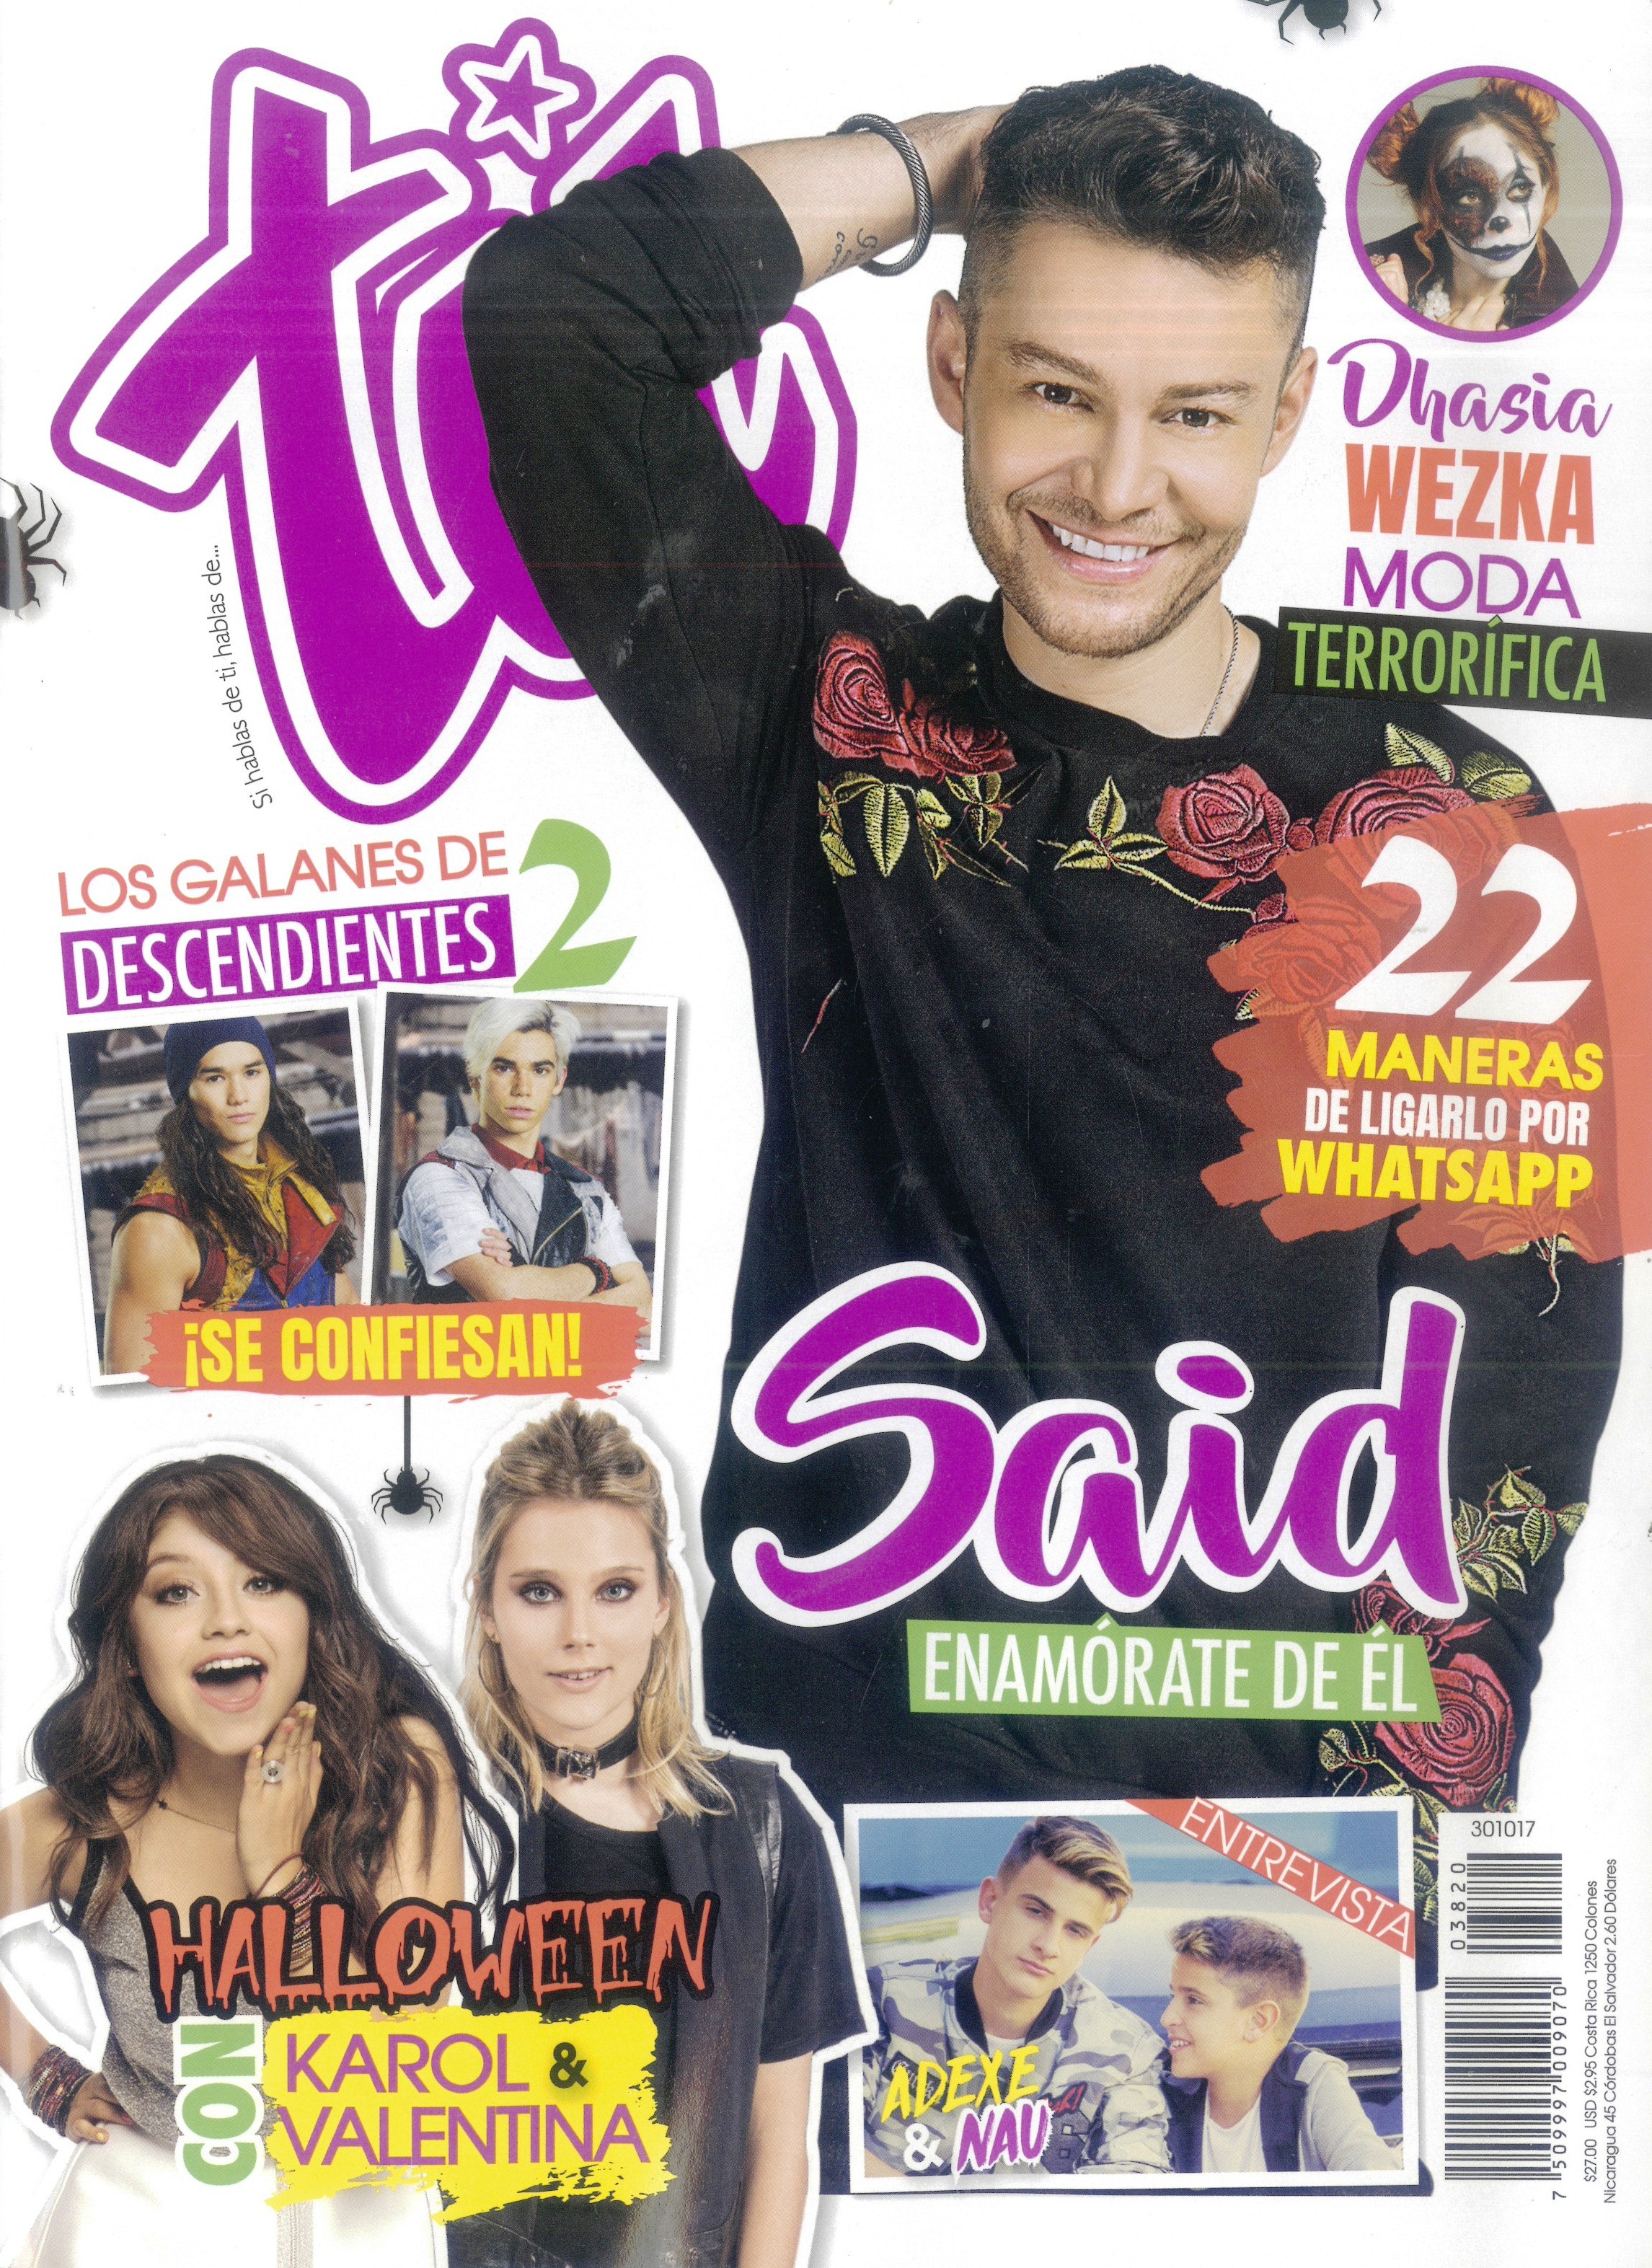 tú
Si hablas de ti, hablas de...
Dhasia
WEZKA
MODA
TERRORÍFICA
LOS GALANES DE
DESCENDIENTES 2
¡SE CONFIESAN!
22
MANERAS
DE LIGARLO POR
WHATSAPP
Said
ENAMÓRATE DE ÉL
HALLOWEEN
CON
KAROL &
VALENTINA
ENTREVISTA
ADEXE
& NAU
301017
03820
7 509997 009070
$27.00 USD $2.95 Costa Rica 1250 Colones
Nicaragua 45 Córdobas El Salvador 2.60 Dólares